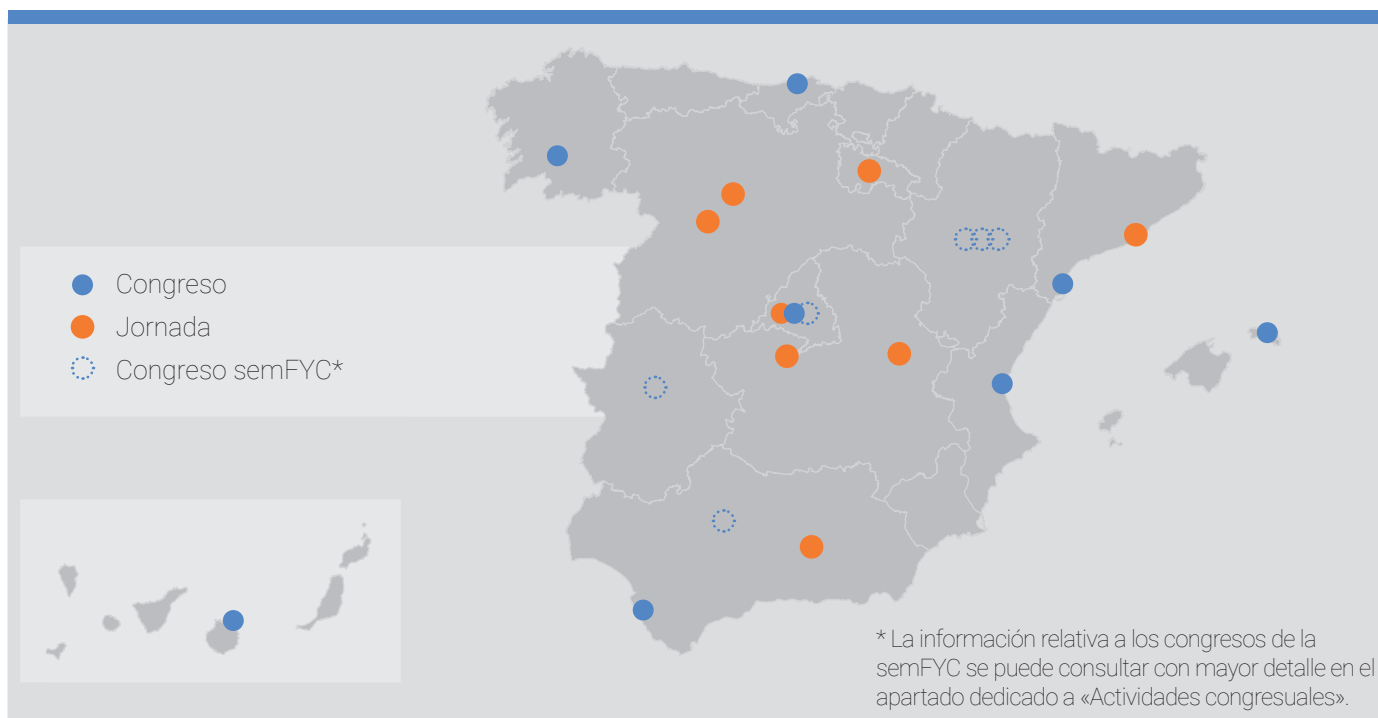 Congreso
Jornada
Congreso semFYC*
* La información relativa a los congresos de la
semFYC se puede consultar con mayor detalle en el
apartado dedicado a «Actividades congresuales».